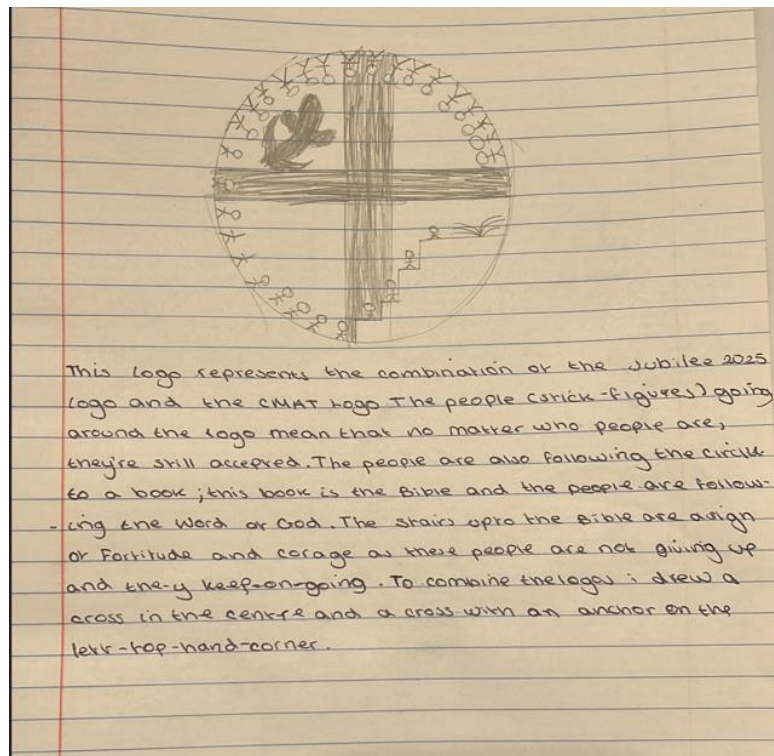 This logo represents the combination of the Jubilee 2025
logo and the CMAT Logo. The people (stick-figures) going
around the logo mean that no matter who people are,
they're still accepted. The people are also following the circle
to a book; this book is the Bible and the people are follow-
-ing the Word of God. The stairs upto the Bible are a sign
of Fortitude and corage as these people are not giving up
and the-y keep-on-going. To combine the logos i drew a
cross in the centre and a cross with an anchor on the
left-top-hand-corner.